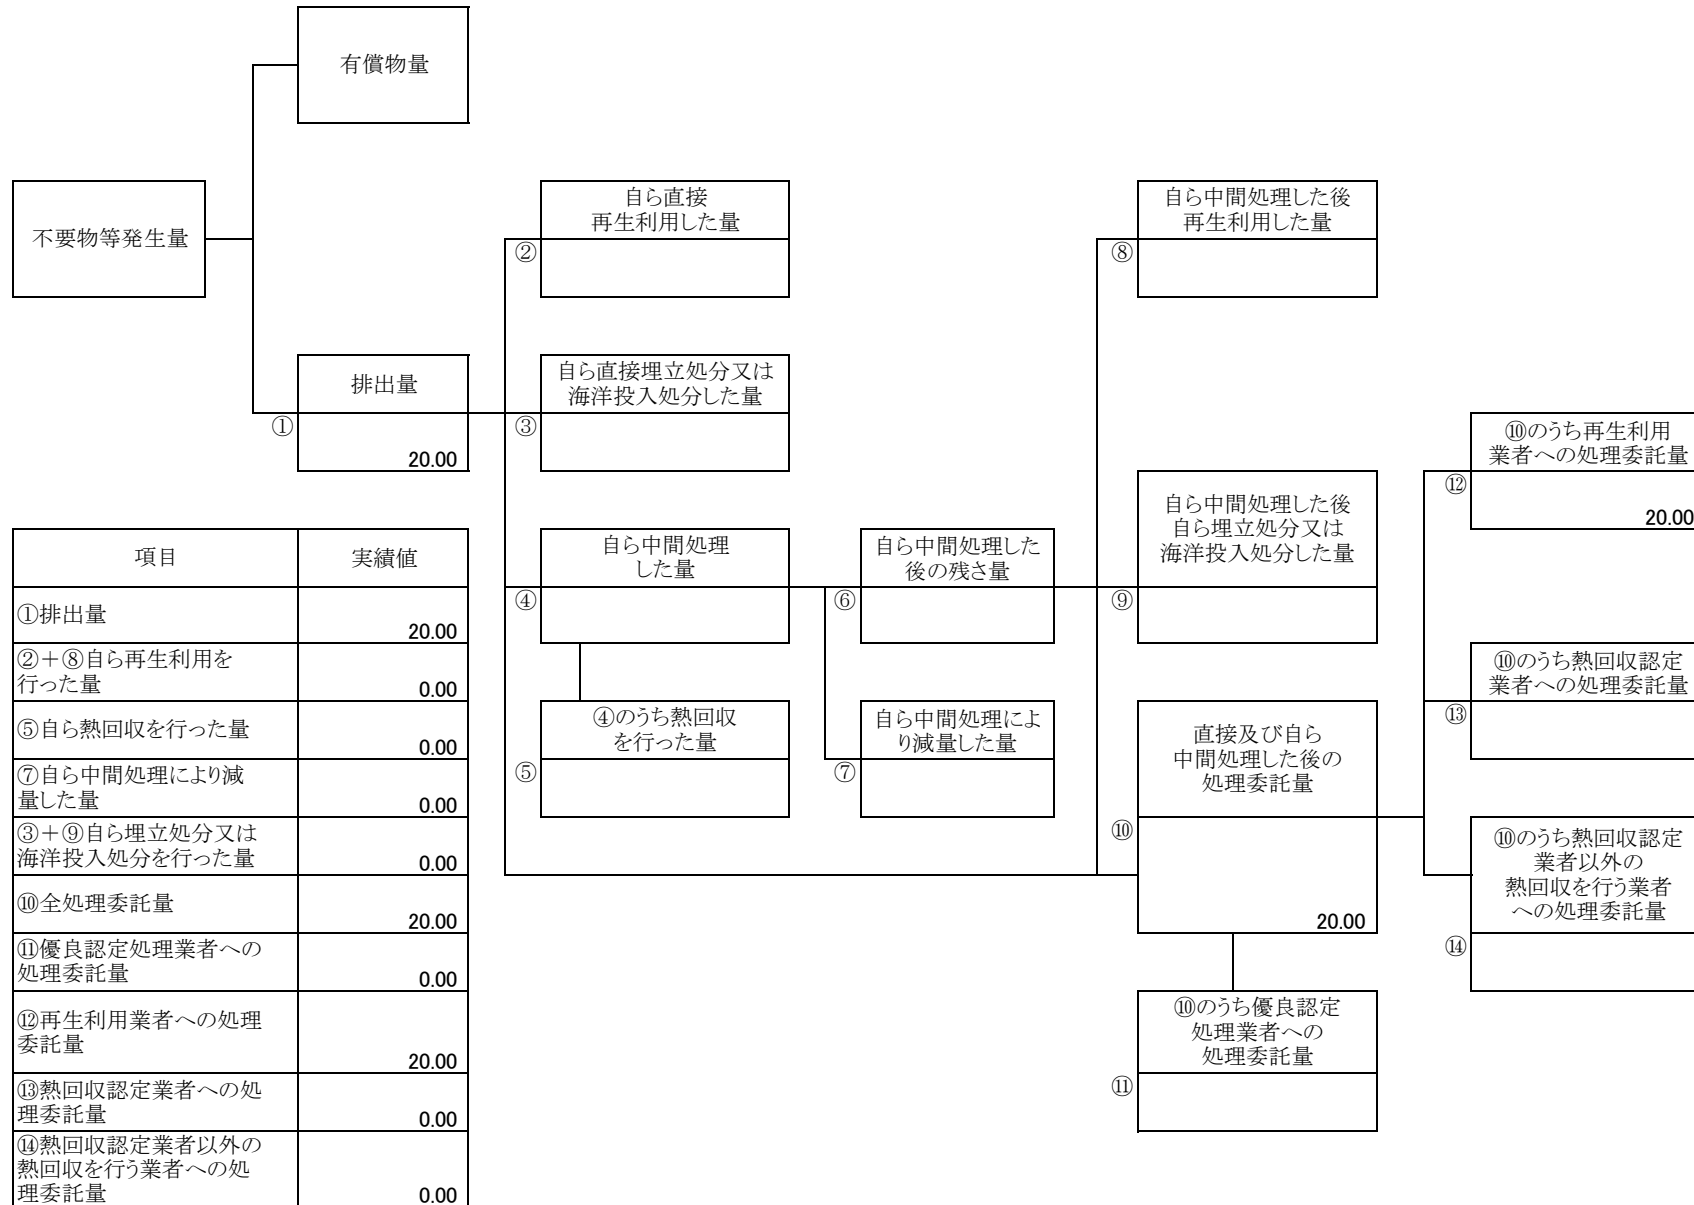 有償物量
不要物等発生量
自ら直接
再生利用した量
②
自ら中間処理した後
再生利用した量
⑧
排出量
①
20.00
自ら直接埋立処分又は
海洋投入処分した量
③
⑩のうち再生利用
業者への処理委託量
⑫
20.00
自ら中間処理
した量
④
自ら中間処理した
後の残さ量
⑥
自ら中間処理した後
自ら埋立処分又は
海洋投入処分した量
⑨
⑩のうち熱回収認定
業者への処理委託量
⑬
④のうち熱回収
を行った量
⑤
自ら中間処理によ
り減量した量
⑦
直接及び自ら
中間処理した後の
処理委託量
⑩
20.00
⑩のうち熱回収認定
業者以外の
熱回収を行う業者
への処理委託量
⑭
⑩のうち優良認定
処理業者への
処理委託量
⑪
項目 実績値
①排出量
20.00
②＋⑧自ら再生利用を
行った量 0.00
⑤自ら熱回収を行った量
0.00
⑦自ら中間処理により減
量した量 0.00
③＋⑨自ら埋立処分又は
海洋投入処分を行った量 0.00
⑩全処理委託量
20.00
⑪優良認定処理業者への
処理委託量 0.00
⑫再生利用業者への処理
委託量
20.00
⑬熱回収認定業者への処
理委託量 0.00
⑭熱回収認定業者以外の
熱回収を行う業者への処
理委託量 0.00